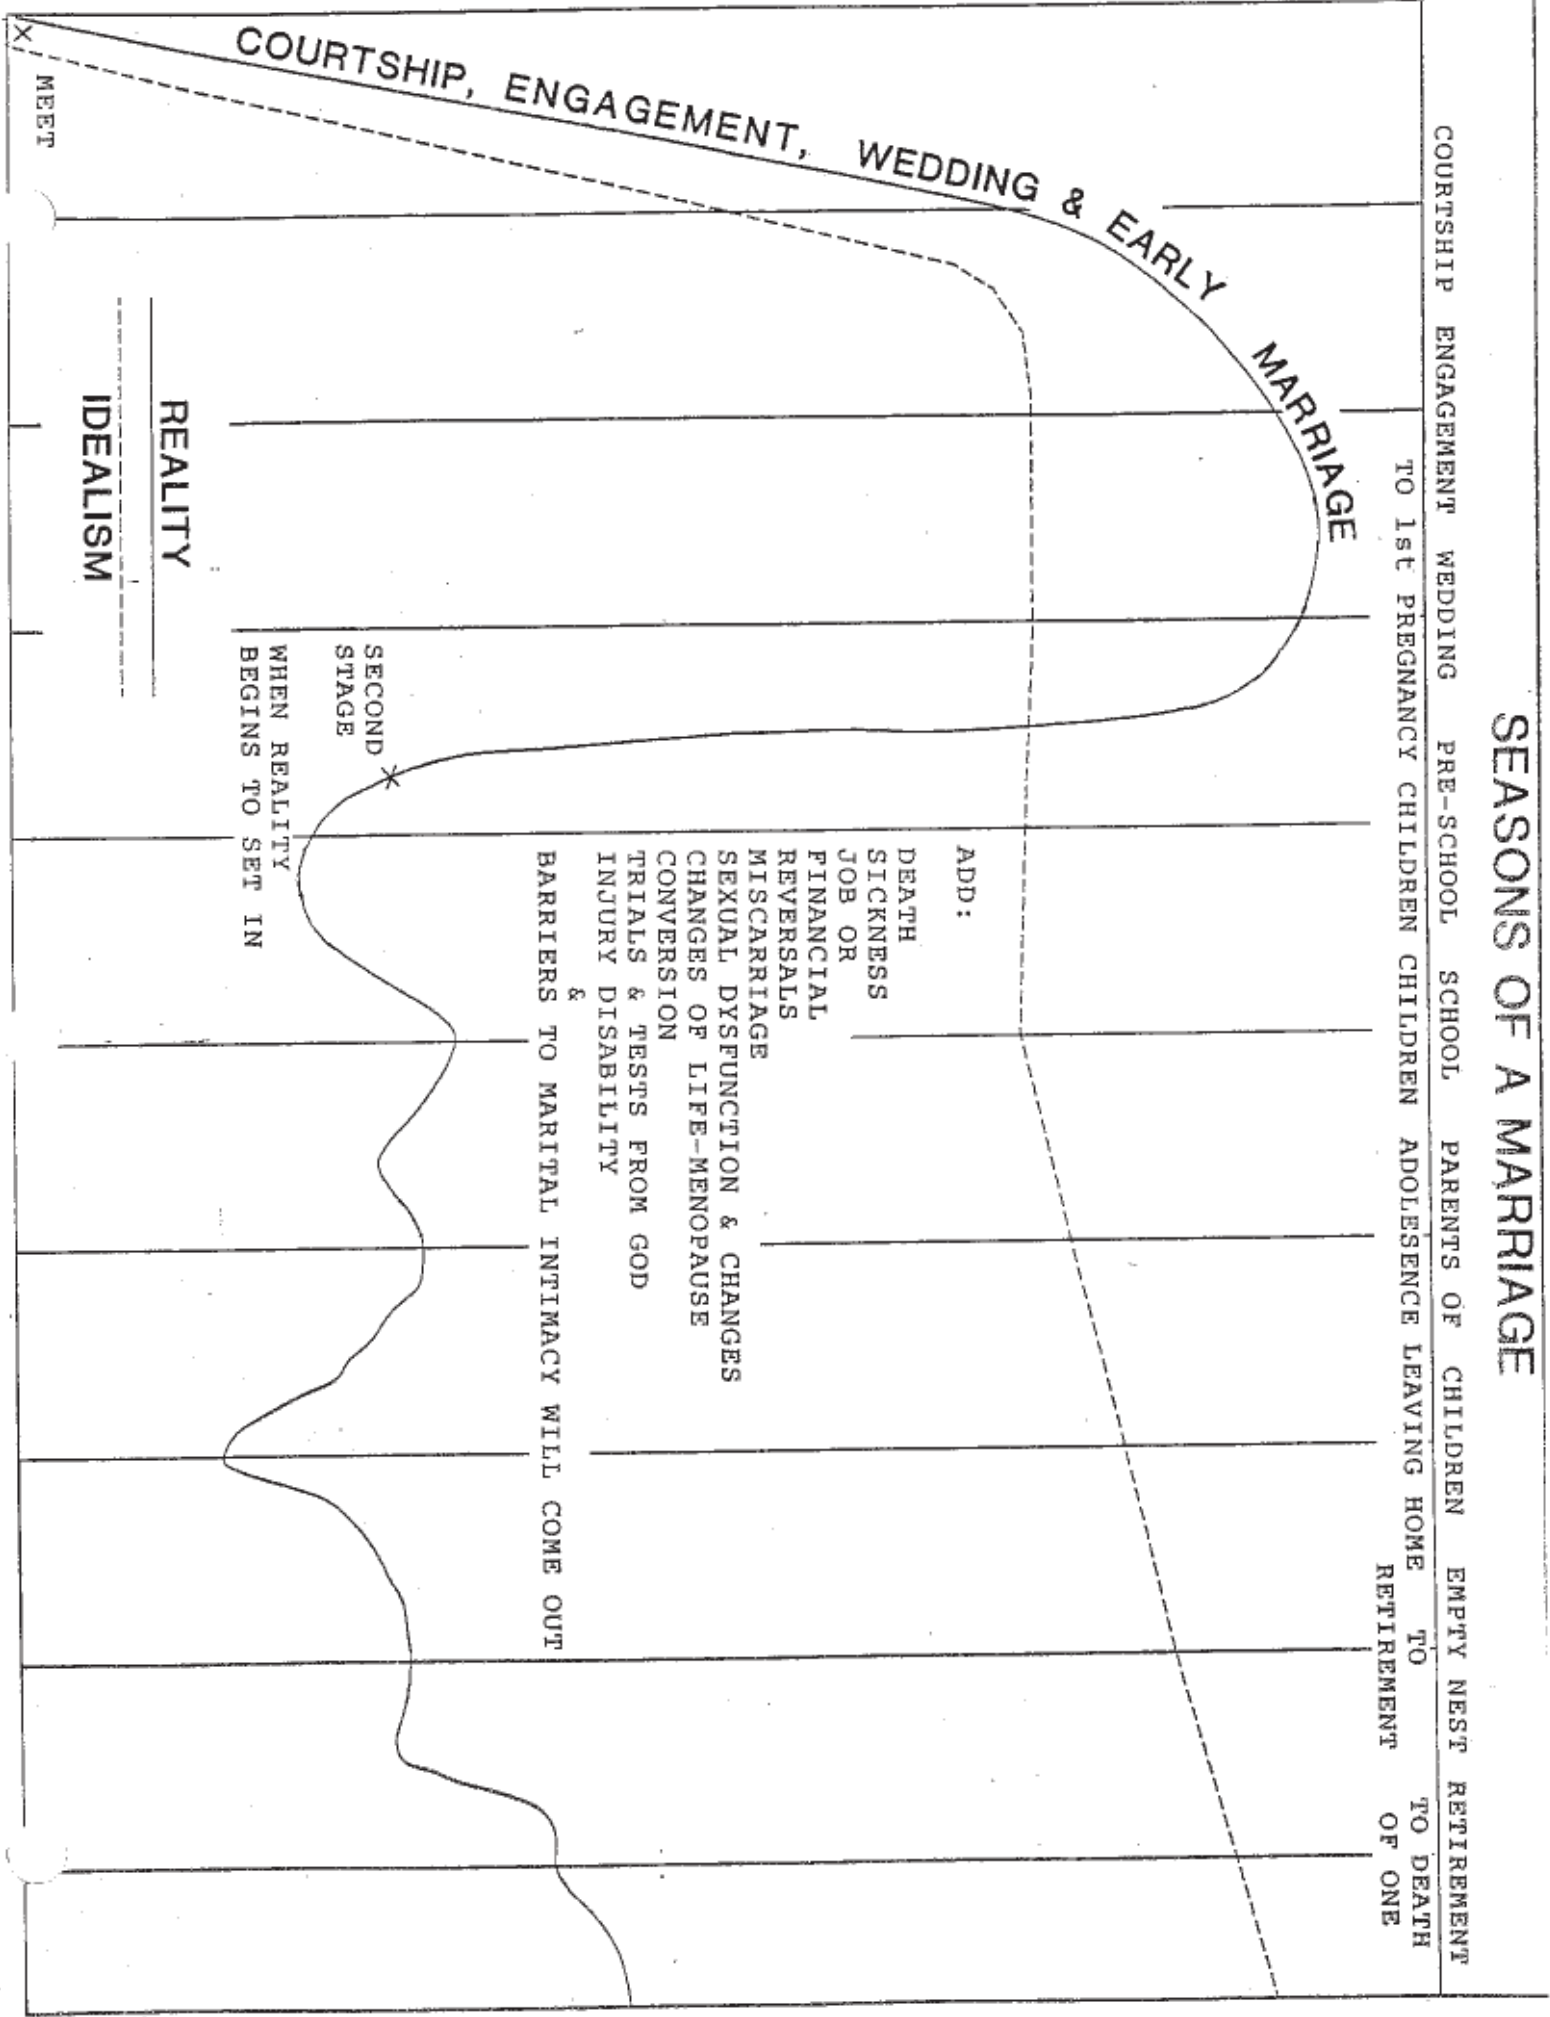 SEASONS OF A MARRIAGE
COURTSHIP ENGAGEMENT WEDDING PRE-SCHOOL SCHOOL PARENTS OF CHILDREN EMPTY NEST RETIREMENT
TO 1st PREGNANCY CHILDREN CHILDREN ADOLESENCE LEAVING HOME TO TO DEATH
RETIREMENT OF ONE
COURTSHIP, ENGAGEMENT, WEDDING & EARLY MARRIAGE
ADD:
DEATH
SICKNESS
JOB OR
FINANCIAL
REVERSALS
MISCARRIAGE
SEXUAL DYSFUNCTION & CHANGES
CHANGES OF LIFE-MENOPAUSE
CONVERSION
TRIALS & TESTS FROM GOD
INJURY DISABILITY
&
BARRIERS TO MARITAL INTIMACY WILL COME OUT
SECOND
STAGE
WHEN REALITY
BEGINS TO SET IN
REALITY
IDEALISM
MEET